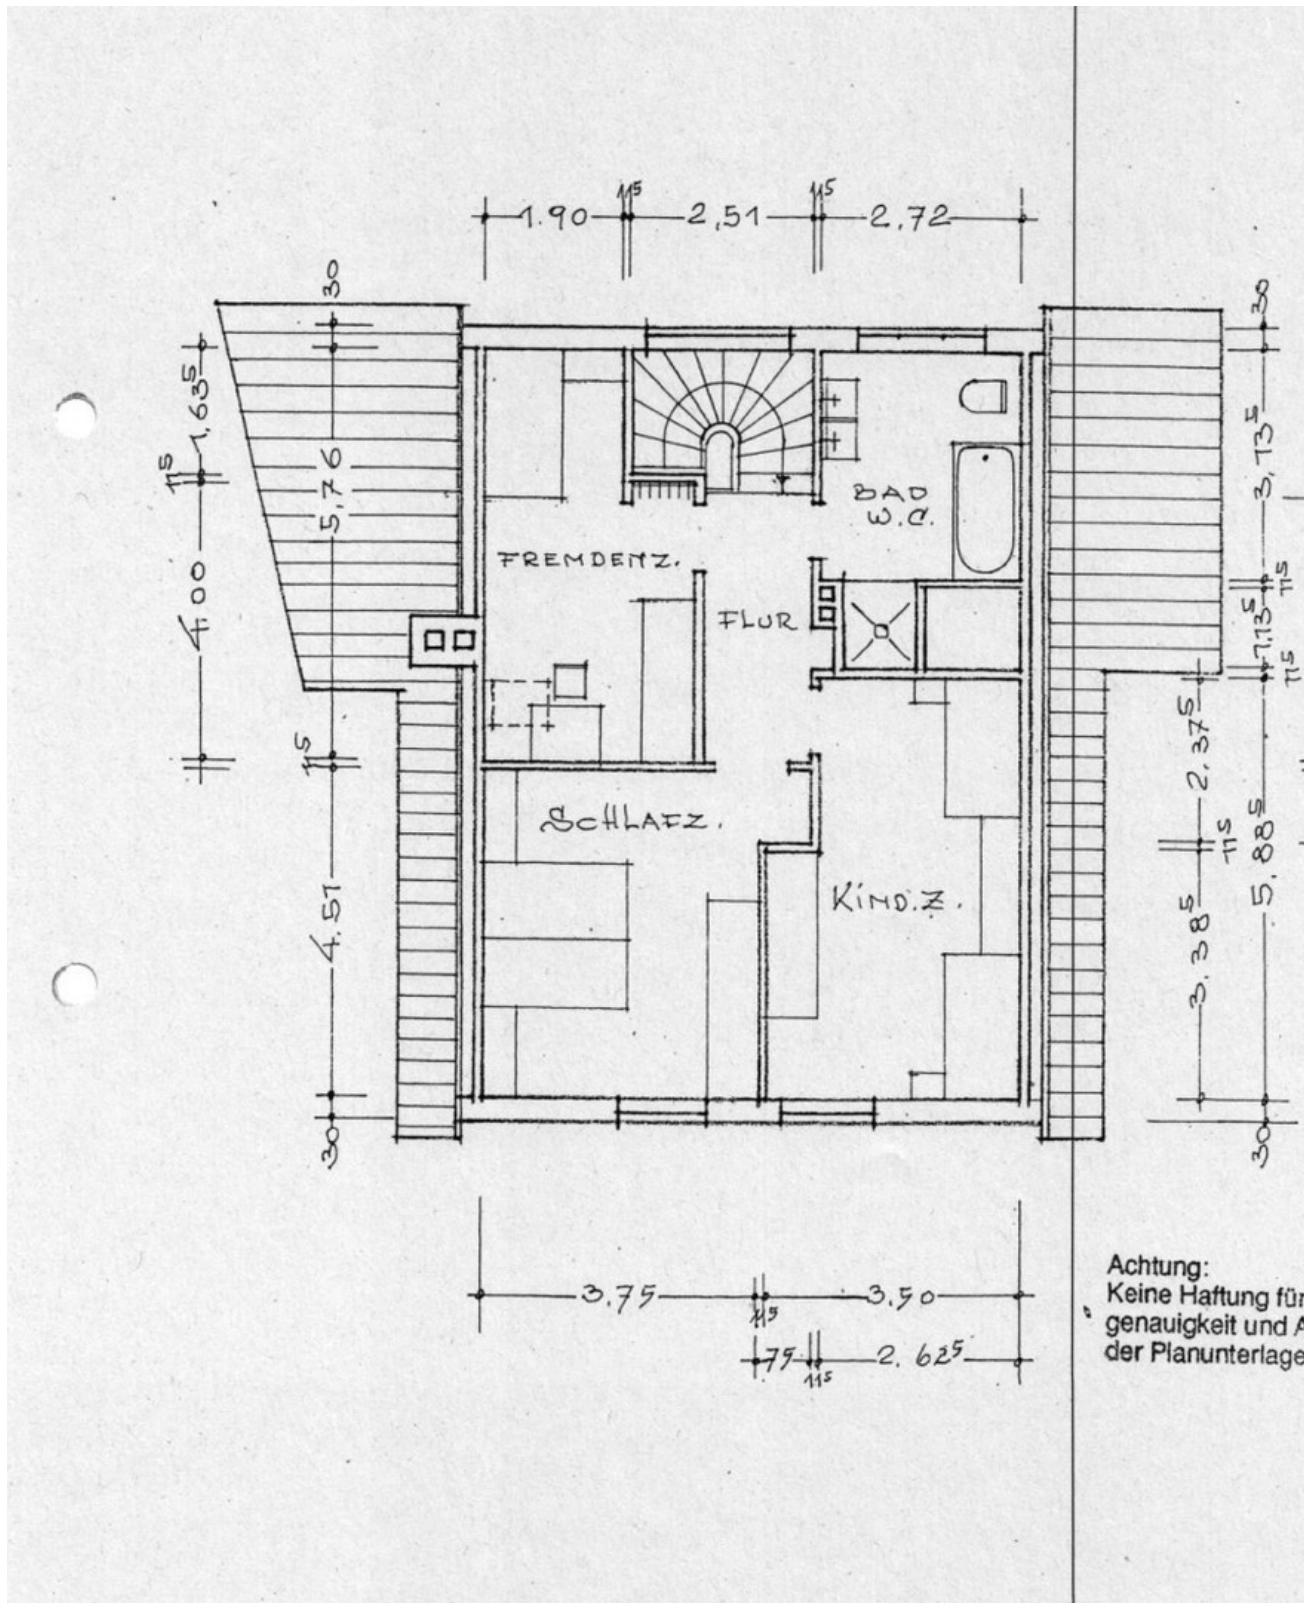 1.90
11⁵
2,51
11⁵
2,72
30
30
1,63⁵
11⁵
5,76
4,00
11⁵
4.51
30
3,13⁵
11⁵
1,13⁵
11⁵
2.37⁵
11⁵
3.38⁵
5.88⁵
30
BAD
W.C.
FREMDENZ.
FLUR
SCHLAFZ.
KIND.Z.
3,75
11⁵
3,50
75
11⁵
2.62⁵
Achtung:
Keine Haftung für
genauigkeit und A
der Planunterlage